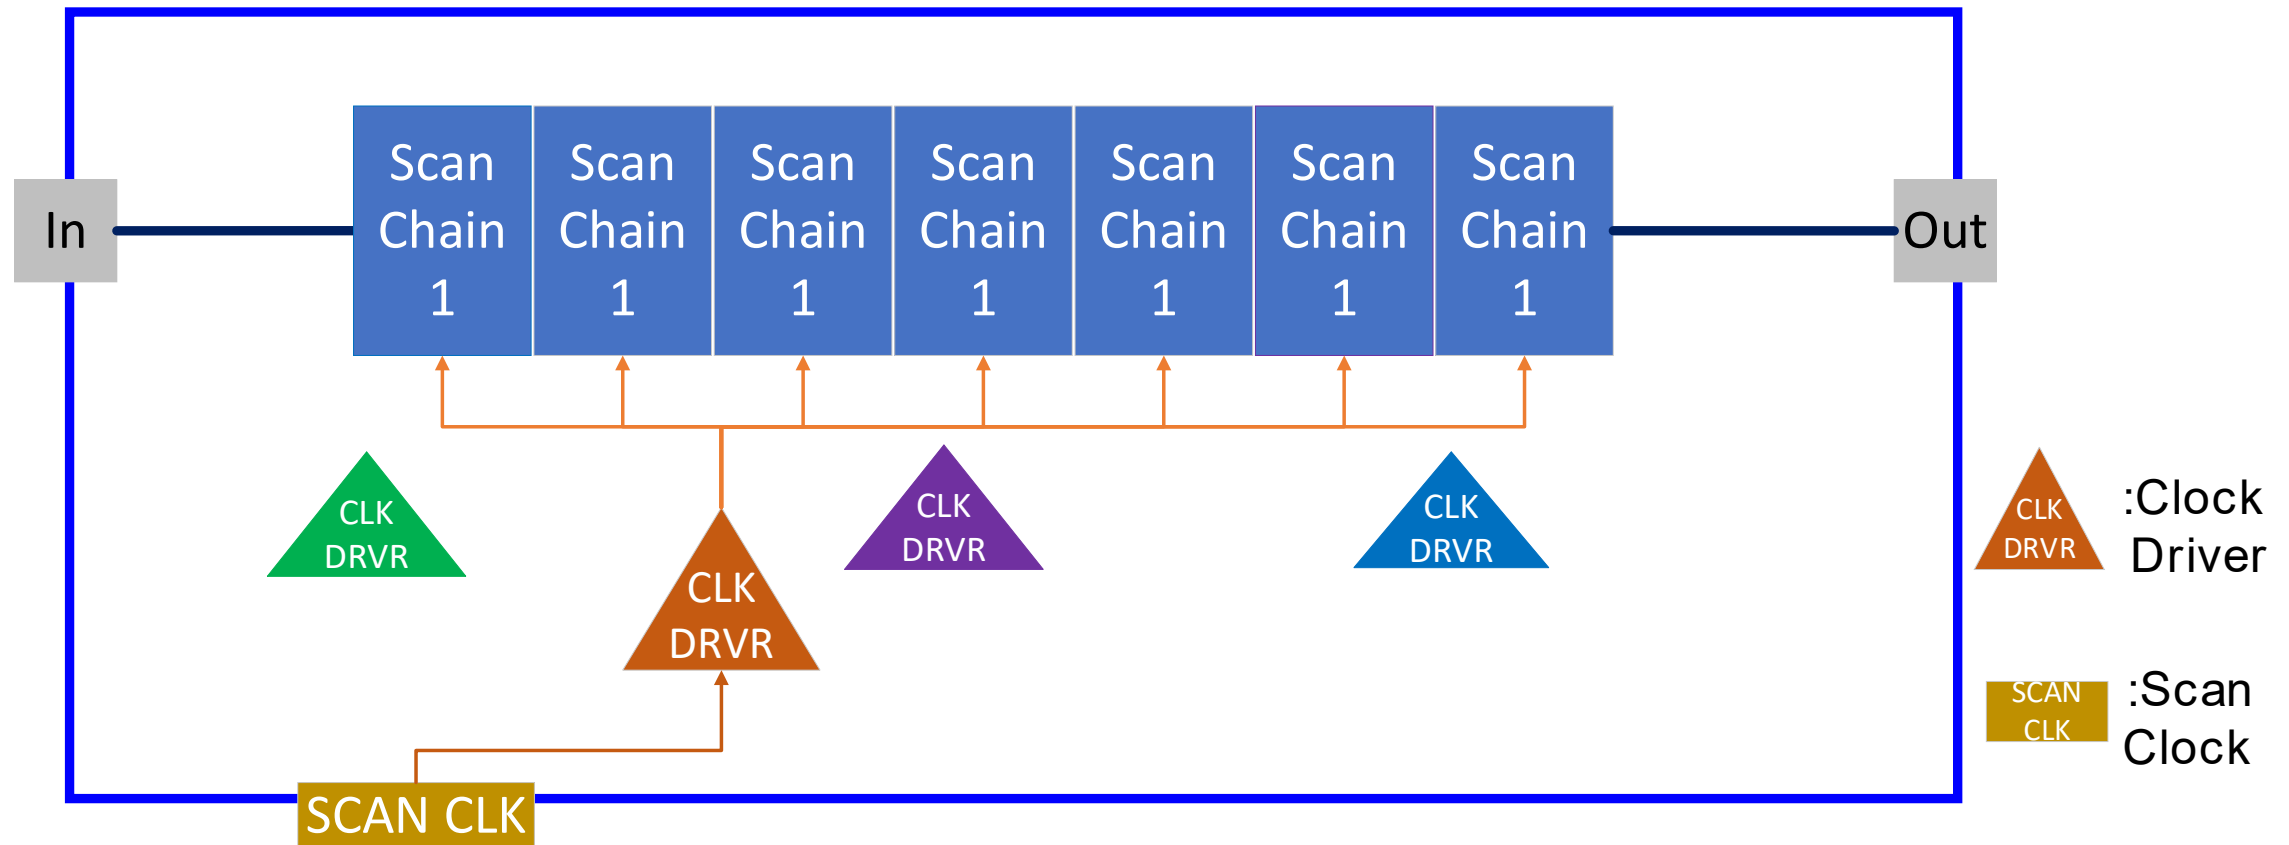 Scan
Chain
1
Scan
Chain
1
Scan
Chain
1
Scan
Chain
1
Scan
Chain
1
Scan
Chain
1
Scan
Chain
1
In
Out
CLK
DRVR
CLK
DRVR
CLK
DRVR
CLK
DRVR
SCAN CLK
CLK
DRVR
:Clock
Driver
SCAN
CLK
:Scan
Clock